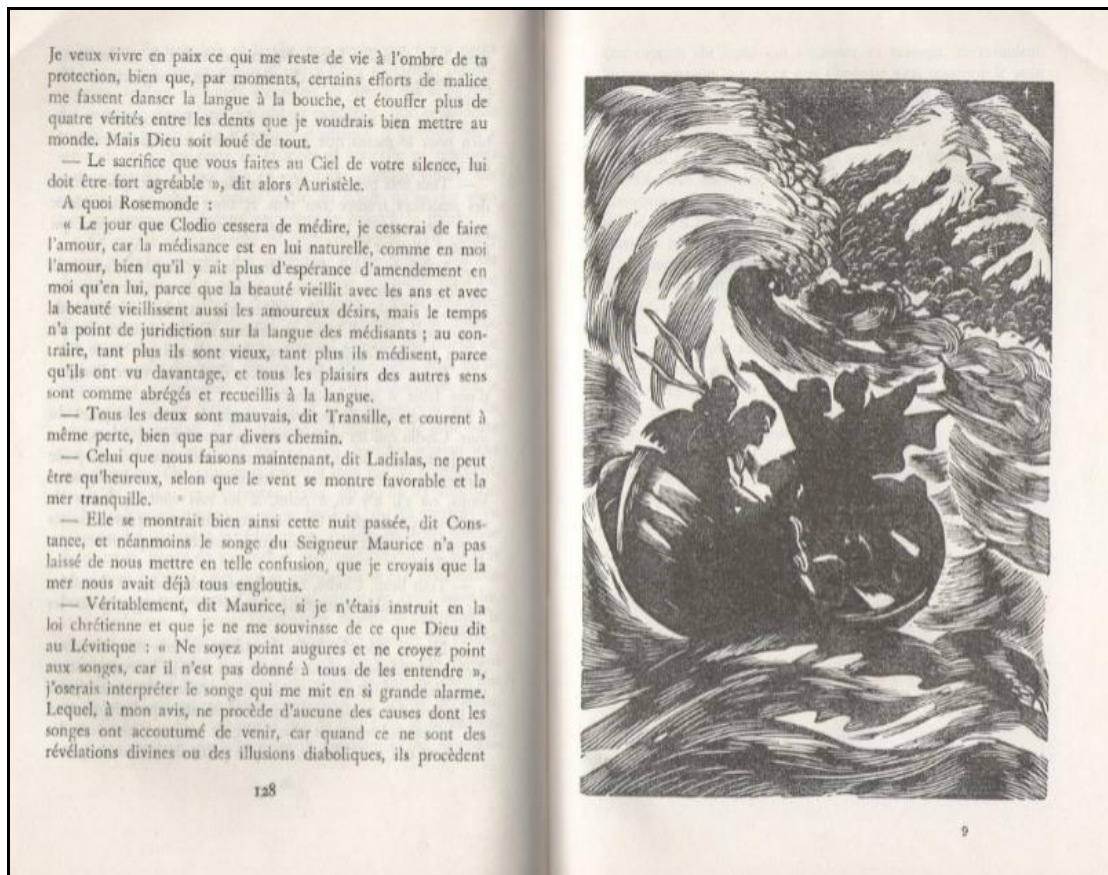 Je veux vivre en paix ce qui me reste de vie à l'ombre de ta
protection, bien que, par moments, certains efforts de malice
me fassent danser la langue à la bouche, et étouffer plus de
quatre vérités entre les dents que je voudrais bien mettre au
monde. Mais Dieu soit loué de tout.
— Le sacrifice que vous faites au Ciel de votre silence, lui
doit être fort agréable », dit alors Auristèle.
A quoi Rosemonde :
« Le jour que Clodio cessera de médire, je cesserai de faire
l'amour, car la médisance est en lui naturelle, comme en moi
l'amour, bien qu'il y ait plus d'espérance d'amendement en
moi qu'en lui, parce que la beauté vieillit avec les ans et avec
la beauté vieillissent aussi les amoureux désirs, mais le temps
n'a point de juridiction sur la langue des médisants ; au con-
traire, tant plus ils sont vieux, tant plus ils médisent, parce
qu'ils ont vu davantage, et tous les plaisirs des autres sens
sont comme abrégés et recueillis à la langue.
— Tous les deux sont mauvais, dit Transille, et courent à
même perte, bien que par divers chemin.
— Celui que nous faisons maintenant, dit Ladislas, ne peut
être qu'heureux, selon que le vent se montre favorable et la
mer tranquille.
— Elle se montrait bien ainsi cette nuit passée, dit Cons-
tance, et néanmoins le songe du Seigneur Maurice n'a pas
laissé de nous mettre en telle confusion, que je croyais que la
mer nous avait déjà tous engloutis.
— Véritablement, dit Maurice, si je n'étais instruit en la
loi chrétienne et que je ne me souvinsse de ce que Dieu dit
au Lévitique : « Ne soyez point augures et ne croyez point
aux songes, car il n'est pas donné à tous de les entendre »,
j'oserais interpréter le songe qui me mit en si grande alarme.
Lequel, à mon avis, ne procède d'aucune des causes dont les
songes ont accoutumé de venir, car quand ce ne sont des
révélations divines ou des illusions diaboliques, ils procèdent
128
9